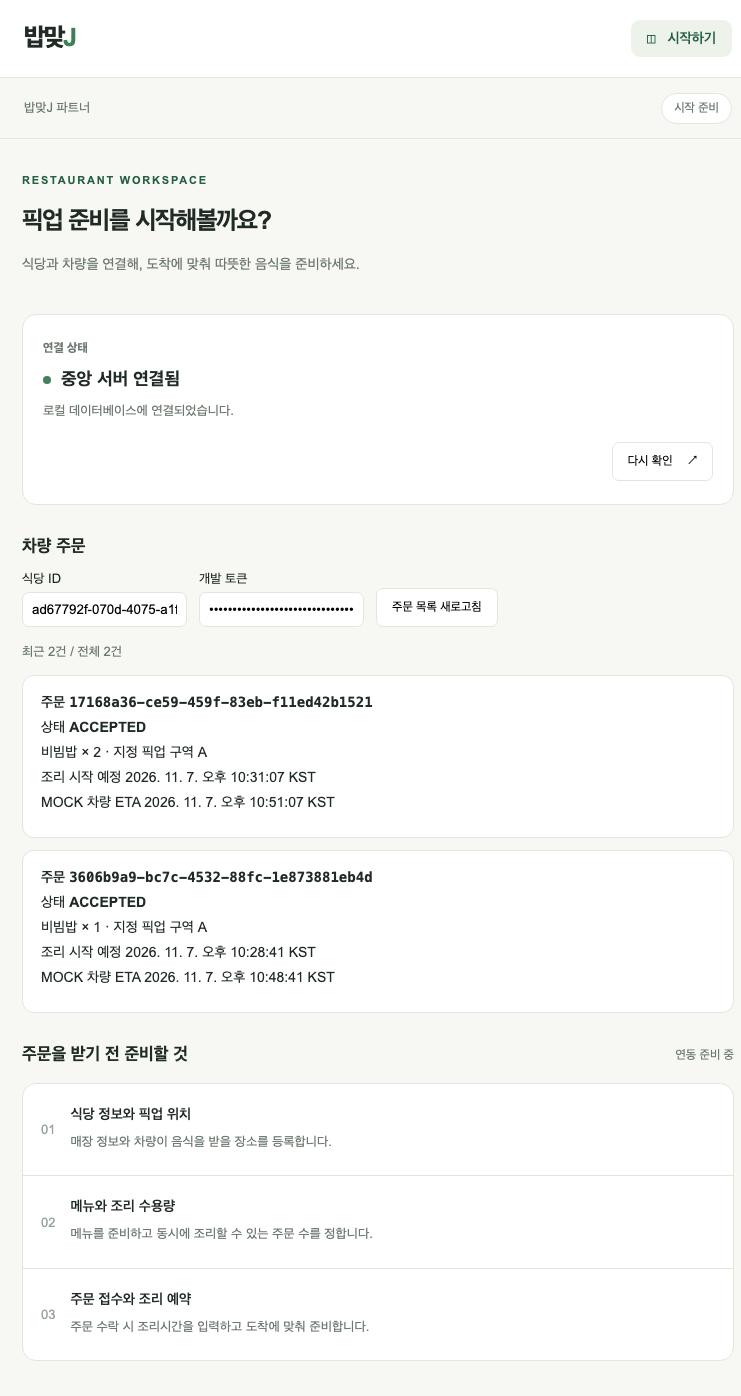 밥맛J
시작하기
밥맛J 파트너
시작 준비
RESTAURANT WORKSPACE
픽업 준비를 시작해볼까요?
식당과 차량을 연결해, 도착에 맞춰 따뜻한 음식을 준비하세요.
연결 상태
중앙 서버 연결됨
로컬 데이터베이스에 연결되었습니다.
다시 확인 ↗
차량 주문
식당 ID
개발 토큰
ad67792f-070d-4075-a1f
••••••••••••••••••••••••••••••••
주문 목록 새로고침
최근 2건 / 전체 2건
주문 17168a36-ce59-459f-83eb-f11ed42b1521
상태 ACCEPTED
비빔밥 × 2 · 지정 픽업 구역 A
조리 시작 예정 2026. 11. 7. 오후 10:31:07 KST
MOCK 차량 ETA 2026. 11. 7. 오후 10:51:07 KST
주문 3606b9a9-bc7c-4532-88fc-1e873881eb4d
상태 ACCEPTED
비빔밥 × 1 · 지정 픽업 구역 A
조리 시작 예정 2026. 11. 7. 오후 10:28:41 KST
MOCK 차량 ETA 2026. 11. 7. 오후 10:48:41 KST
주문을 받기 전 준비할 것
연동 준비 중
01
식당 정보와 픽업 위치
매장 정보와 차량이 음식을 받을 장소를 등록합니다.
02
메뉴와 조리 수용량
메뉴를 준비하고 동시에 조리할 수 있는 주문 수를 정합니다.
03
주문 접수와 조리 예약
주문 수락 시 조리시간을 입력하고 도착에 맞춰 준비합니다.